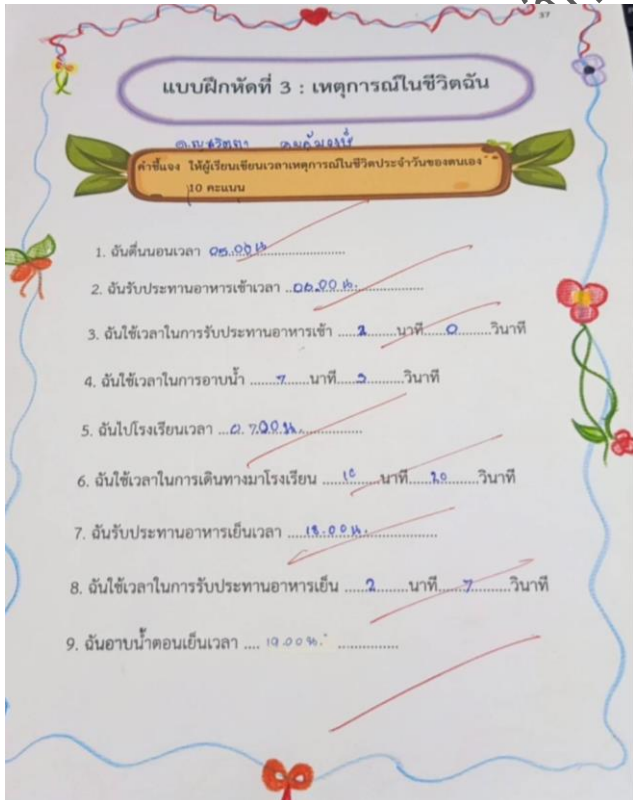 37
แบบฝึกหัดที่ 3 : เหตุการณ์ในชีวิตฉัน
คำชี้แจง ให้ผู้เรียนเขียนเวลาเหตุการณ์ในชีวิตประจำวันของตนเอง
10 คะแนน
1. ฉันตื่นนอนเวลา 05.00 น.....................
2. ฉันรับประทานอาหารเช้าเวลา ..06.00 น................
3. ฉันใช้เวลาในการรับประทานอาหารเช้า .....2.......นาที.....0........วินาที
4. ฉันใช้เวลาในการอาบน้ำ ........7......นาที.............วินาที
5. ฉันไปโรงเรียนเวลา ...0.7.00.น................
6. ฉันใช้เวลาในการเดินทางมาโรงเรียน .....10......นาที.....20.......วินาที
7. ฉันรับประทานอาหารเย็นเวลา .....18.00น..................
8. ฉันใช้เวลาในการรับประทานอาหารเย็น .....2........นาที......7.........วินาที
9. ฉันอาบน้ำตอนเย็นเวลา .... 19.00น. ...............